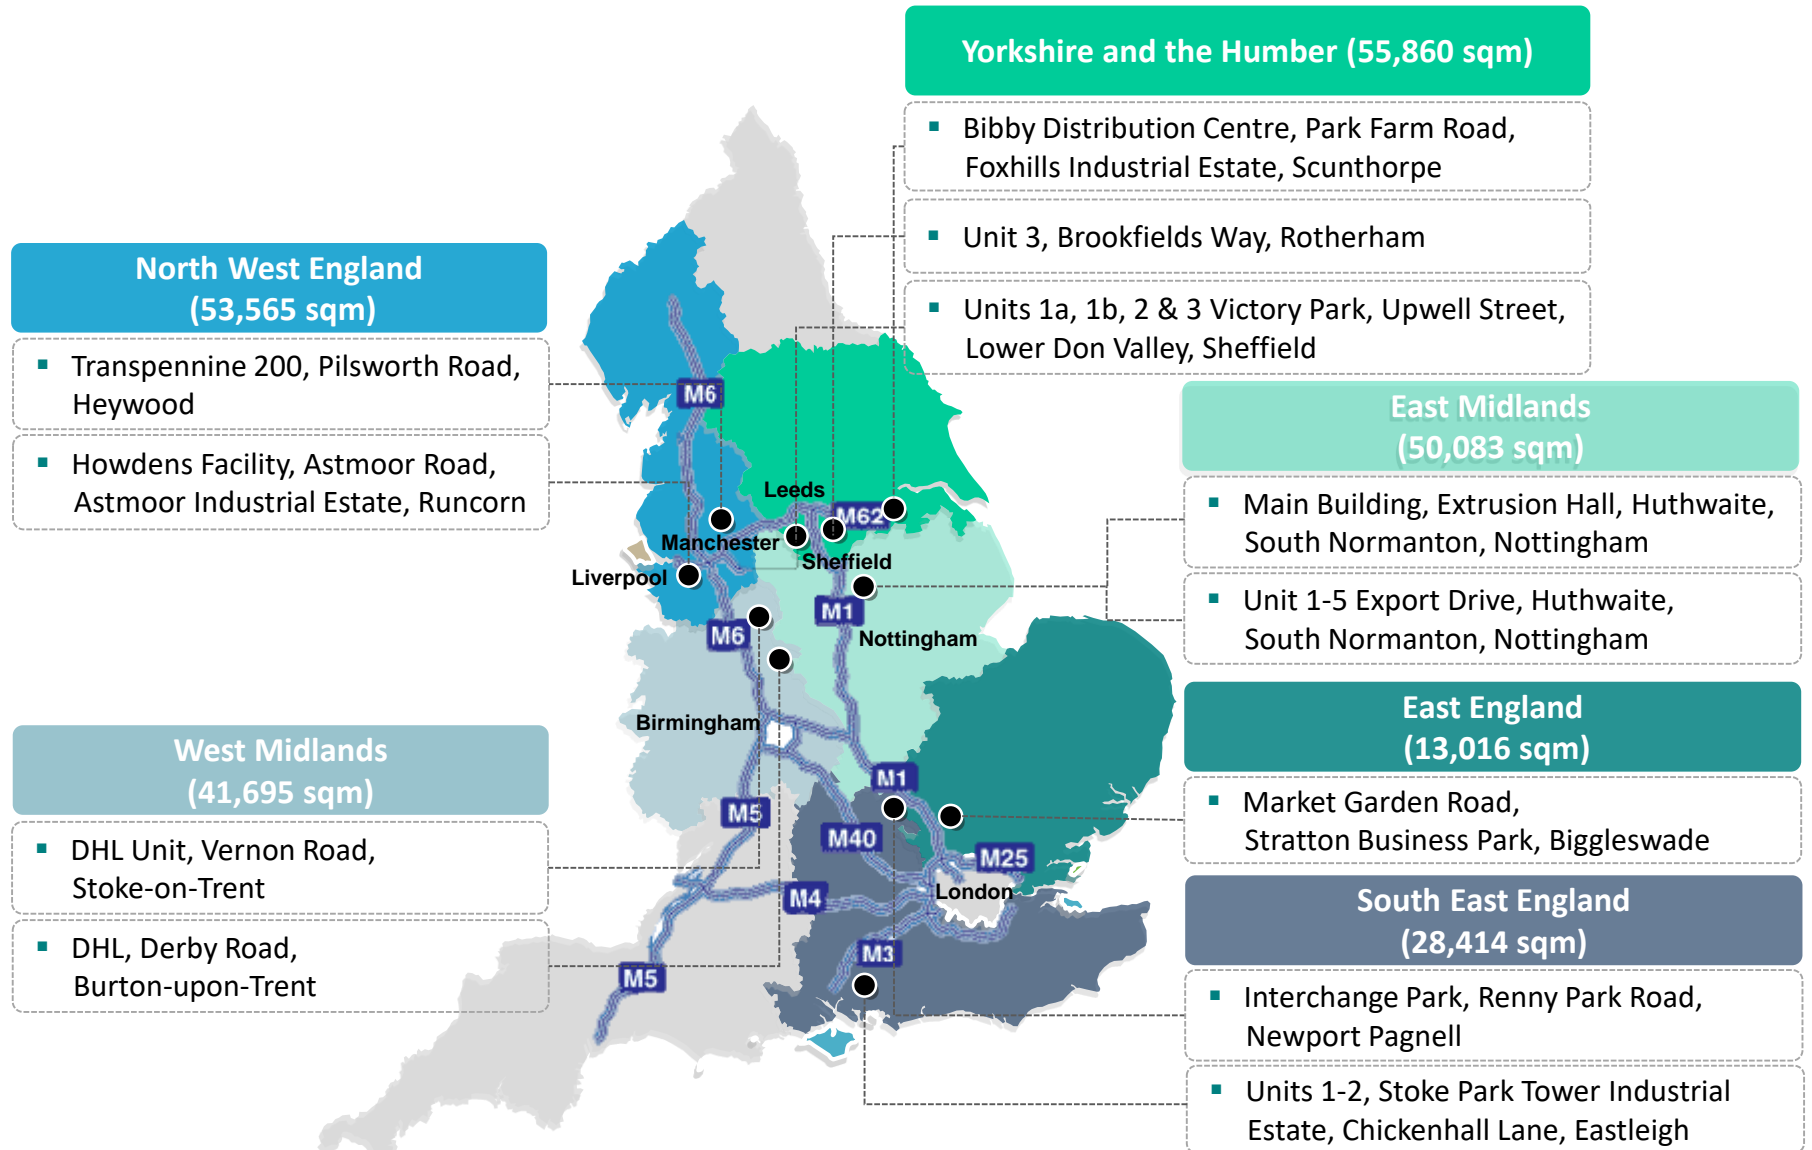 Yorkshire and the Humber (55,860 sqm)
▪ Bibby Distribution Centre, Park Farm Road,
Foxhills Industrial Estate, Scunthorpe
▪ Unit 3, Brookfields Way, Rotherham
▪ Units 1a, 1b, 2 & 3 Victory Park, Upwell Street,
Lower Don Valley, Sheffield
North West England
(53,565 sqm)
▪ Transpennine 200, Pilsworth Road,
Heywood
▪ Howdens Facility, Astmoor Road,
Astmoor Industrial Estate, Runcorn
East Midlands
(50,083 sqm)
▪ Main Building, Extrusion Hall, Huthwaite,
South Normanton, Nottingham
▪ Unit 1-5 Export Drive, Huthwaite,
South Normanton, Nottingham
West Midlands
(41,695 sqm)
▪ DHL Unit, Vernon Road,
Stoke-on-Trent
▪ DHL, Derby Road,
Burton-upon-Trent
East England
(13,016 sqm)
▪ Market Garden Road,
Stratton Business Park, Biggleswade
South East England
(28,414 sqm)
▪ Interchange Park, Renny Park Road,
Newport Pagnell
▪ Units 1-2, Stoke Park Tower Industrial
Estate, Chickenhall Lane, Eastleigh
M6
Leeds
M62
Manchester
Sheffield
Liverpool
M1
M6
Nottingham
Birmingham
M1
M5
M40
M25
London
M4
M3
M5